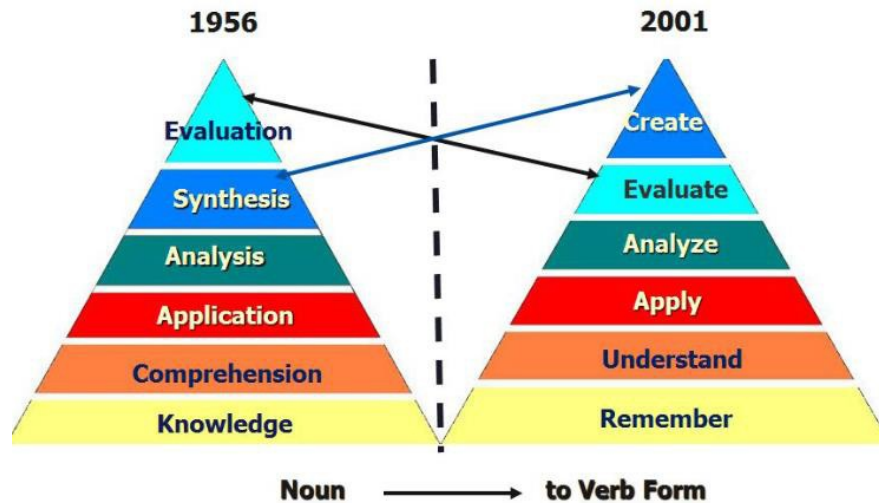 1956
Evaluation
Synthesis
Analysis
Application
Comprehension
Knowledge
2001
Create
Evaluate
Analyze
Apply
Understand
Remember
Noun to Verb Form